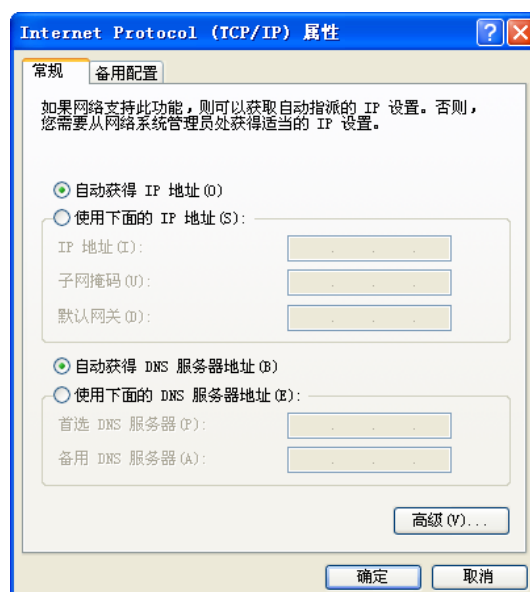 Internet Protocol (TCP/IP) 属性
常规 备用配置
如果网络支持此功能，则可以获取自动指派的 IP 设置。否则，
您需要从网络系统管理员处获得适当的 IP 设置。
自动获得 IP 地址(O)
使用下面的 IP 地址(S):
IP 地址(I):
子网掩码(U):
默认网关(D):
自动获得 DNS 服务器地址(B)
使用下面的 DNS 服务器地址(E):
首选 DNS 服务器(P):
备用 DNS 服务器(A):
高级(V)...
确定 取消